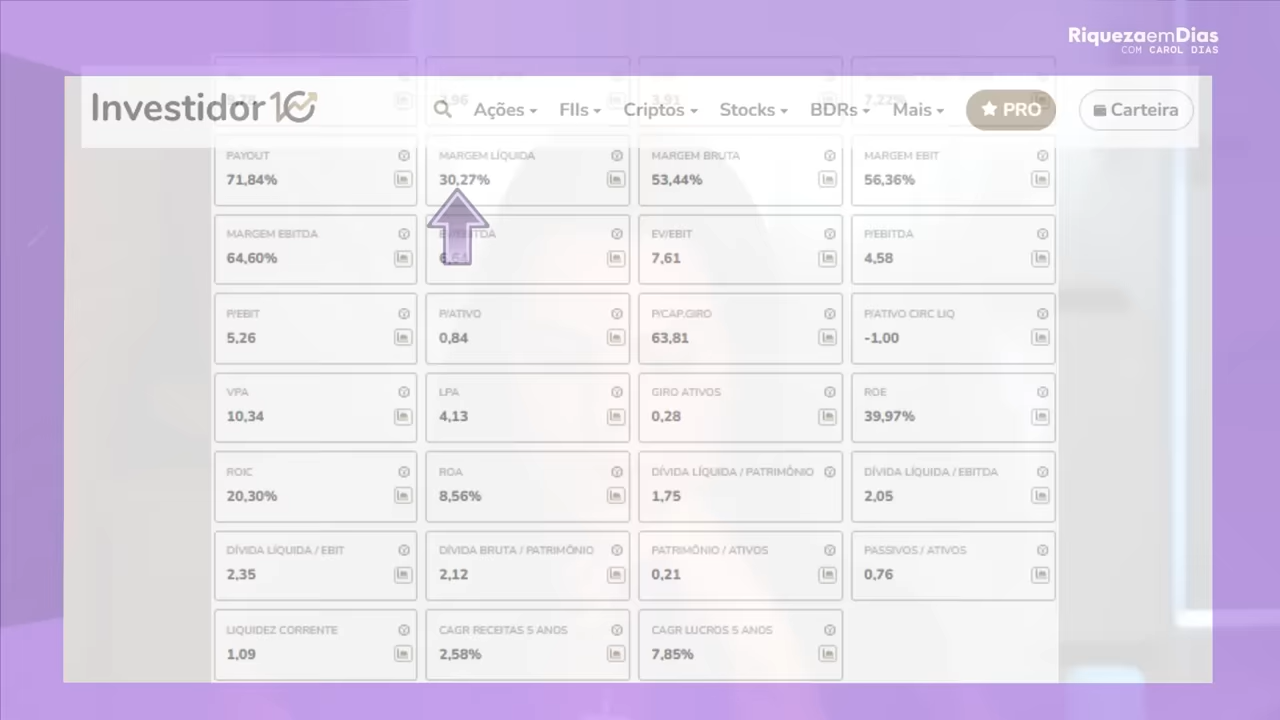 RiquezaemDias
COM CAROL DIAS
Investidor 10
Ações FIIs Criptos Stocks BDRs Mais PRO Carteira
PAYOUT MARGEM LÍQUIDA MARGEM BRUTA MARGEM EBIT
71,84% 30,27% 53,44% 56,36%
MARGEM EBITDA EV/EBIT P/EBITDA
64,60% 7,61 4,58
P/EBIT P/ATIVO P/CAP.GIRO P/ATIVO CIRC LIQ
5,26 0,84 63,81 -1,00
VPA LPA GIRO ATIVOS ROE
10,34 4,13 0,28 39,97%
ROIC ROA DÍVIDA LÍQUIDA / PATRIMÔNIO DÍVIDA LÍQUIDA / EBITDA
20,30% 8,56% 1,75 2,05
DÍVIDA LÍQUIDA / EBIT DÍVIDA BRUTA / PATRIMÔNIO PATRIMÔNIO / ATIVOS PASSIVOS / ATIVOS
2,35 2,12 0,21 0,76
LIQUIDEZ CORRENTE CAGR RECEITAS 5 ANOS CAGR LUCROS 5 ANOS
1,09 2,58% 7,85%